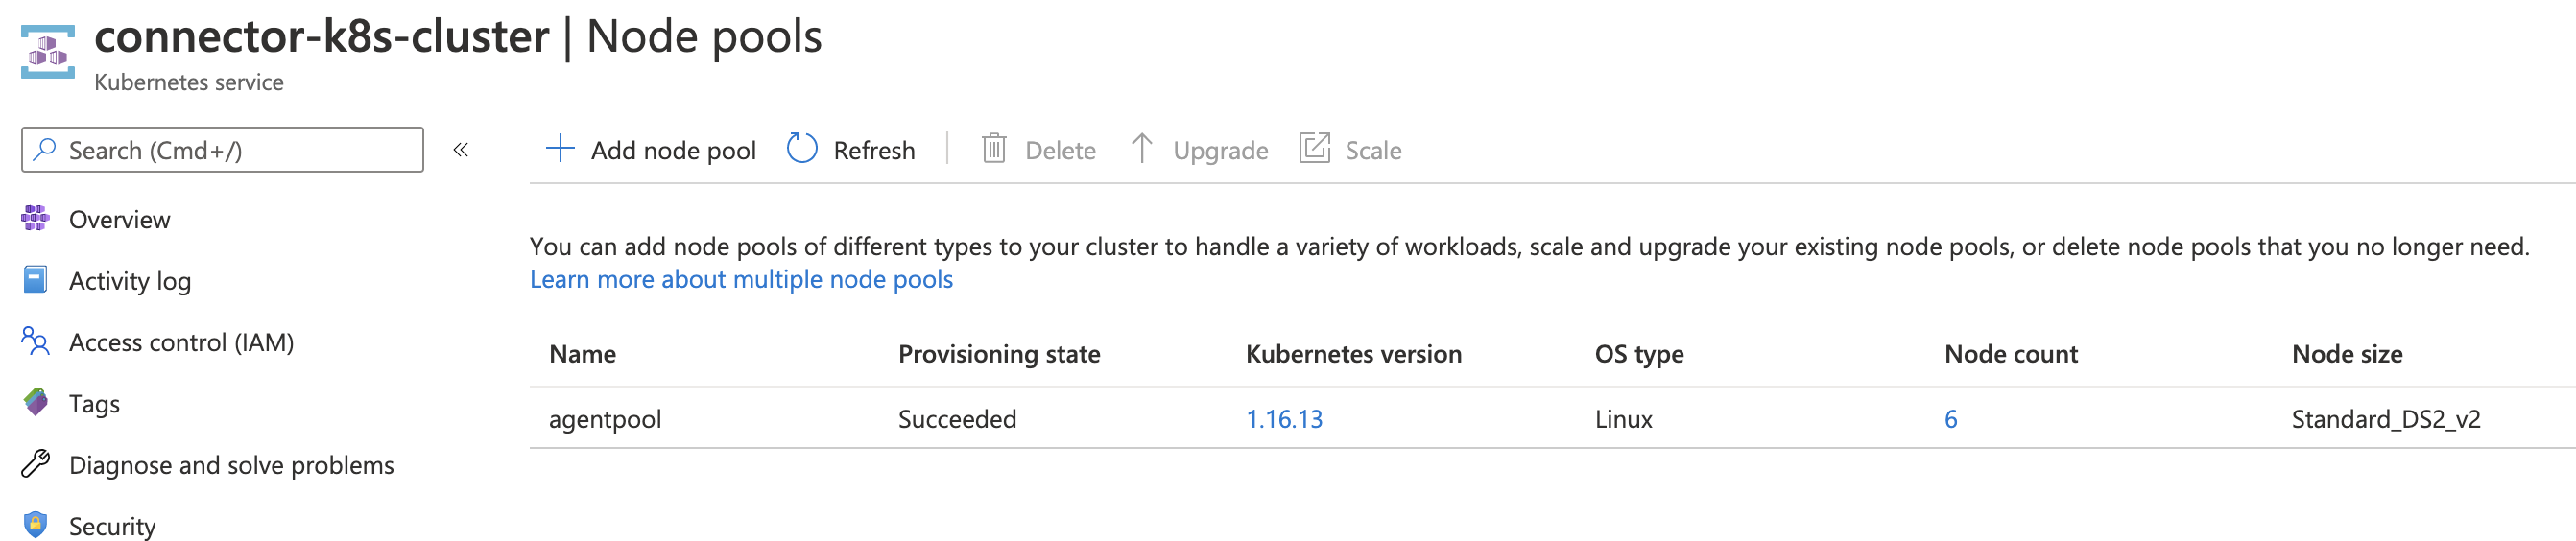 connector-k8s-cluster | Node pools
Kubernetes service
Search (Cmd+/)
«
Add node pool
Refresh
Delete
Upgrade
Scale
Overview
Activity log
Access control (IAM)
Tags
Diagnose and solve problems
Security
You can add node pools of different types to your cluster to handle a variety of workloads, scale and upgrade your existing node pools, or delete node pools that you no longer need.
Learn more about multiple node pools
Name Provisioning state Kubernetes version OS type Node count Node size
agentpool Succeeded 1.16.13 Linux 6 Standard_DS2_v2